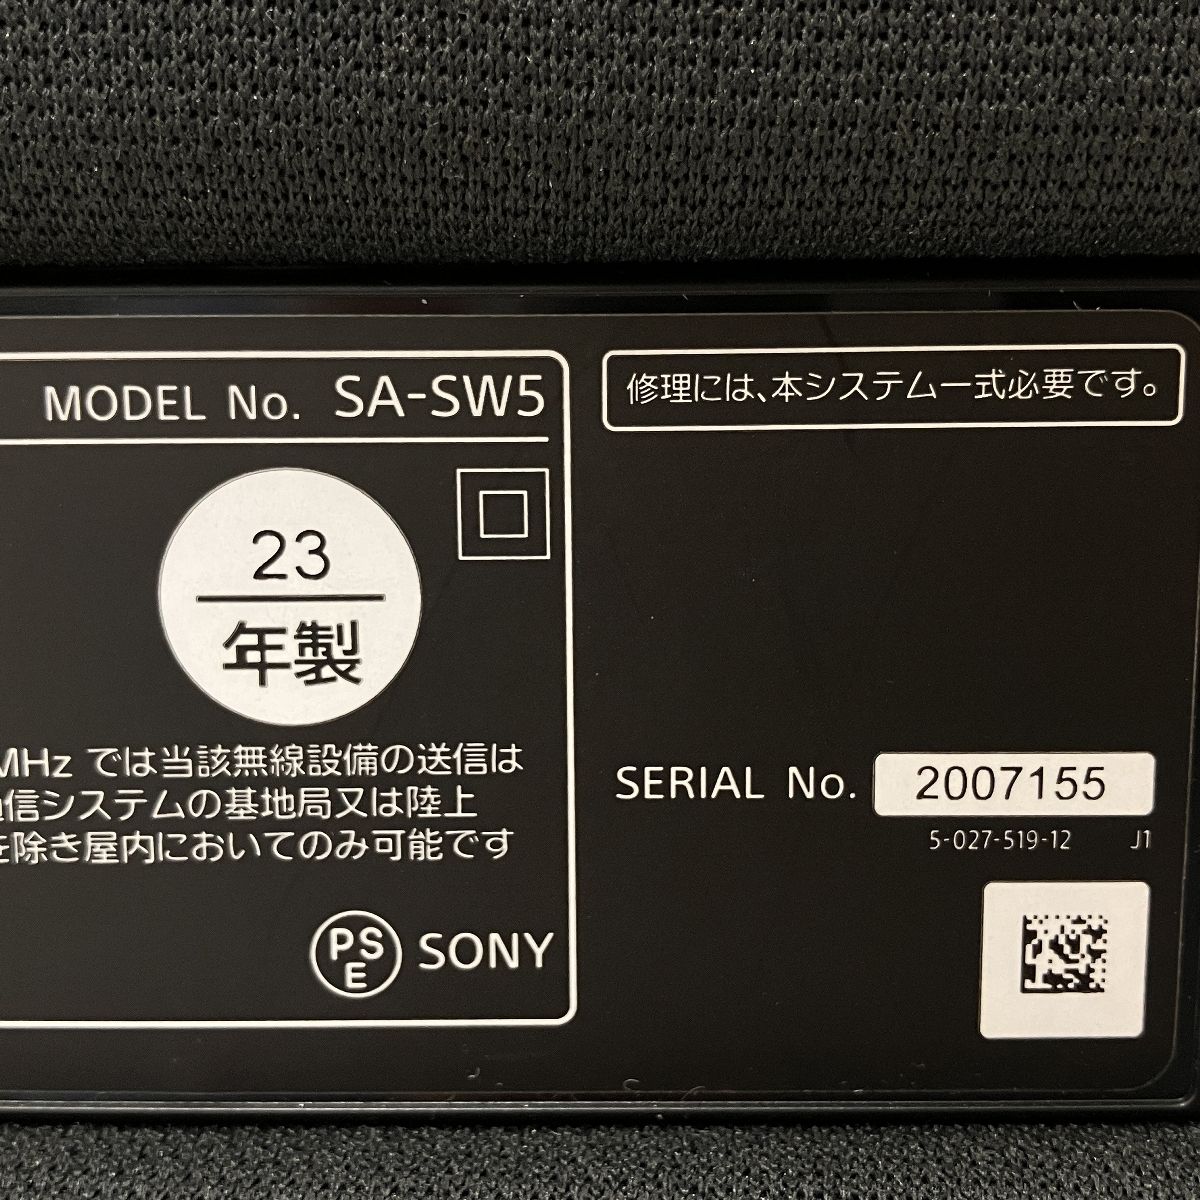 MODEL No. SA-SW5
修理には、本システム一式必要です。
23
年製
MHz では当該無線設備の送信は
信システムの基地局又は陸上
を除き屋内においてのみ可能です
PSE SONY
SERIAL No. 2007155
5-027-519-12 J1